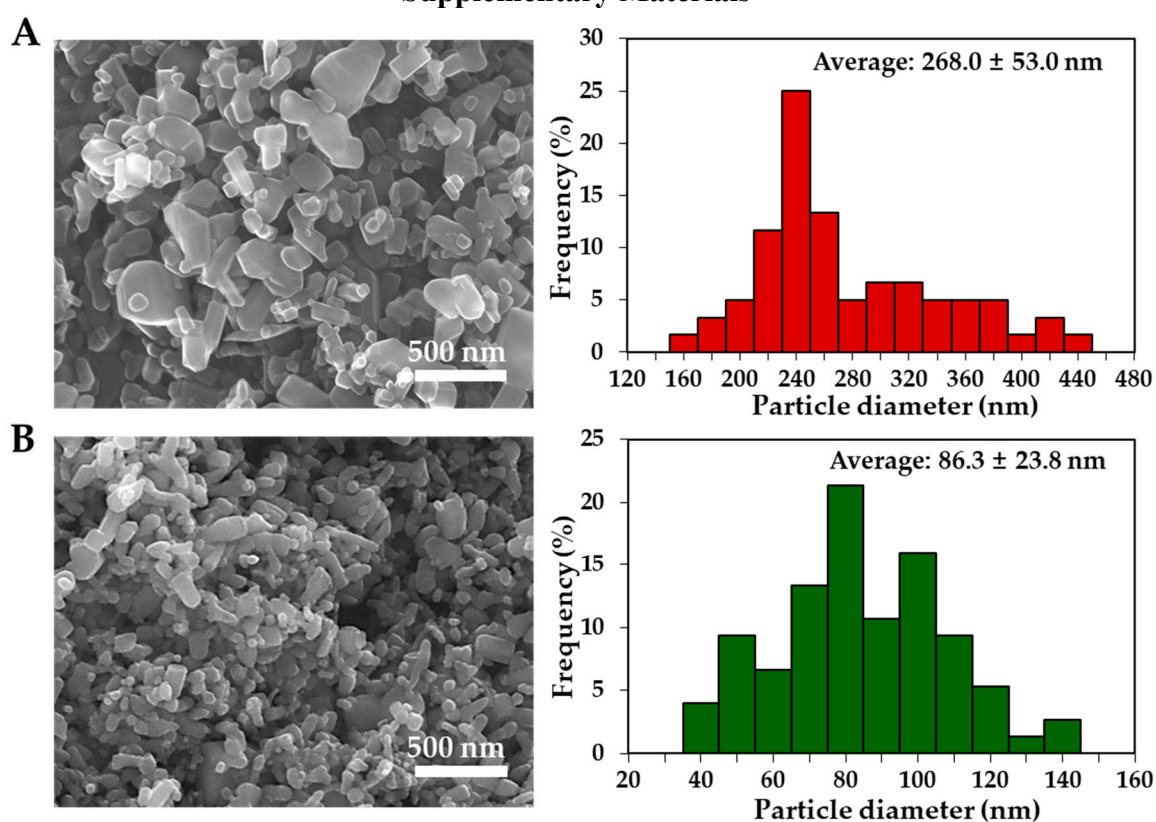 Supplementary Materials
A
500 nm
Average: 268.0 ± 53.0 nm
Frequency (%)
30
25
20
15
10
5
0
120 160 200 240 280 320 360 400 440 480
Particle diameter (nm)
B
500 nm
Average: 86.3 ± 23.8 nm
Frequency (%)
25
20
15
10
5
0
20 40 60 80 100 120 140 160
Particle diameter (nm)